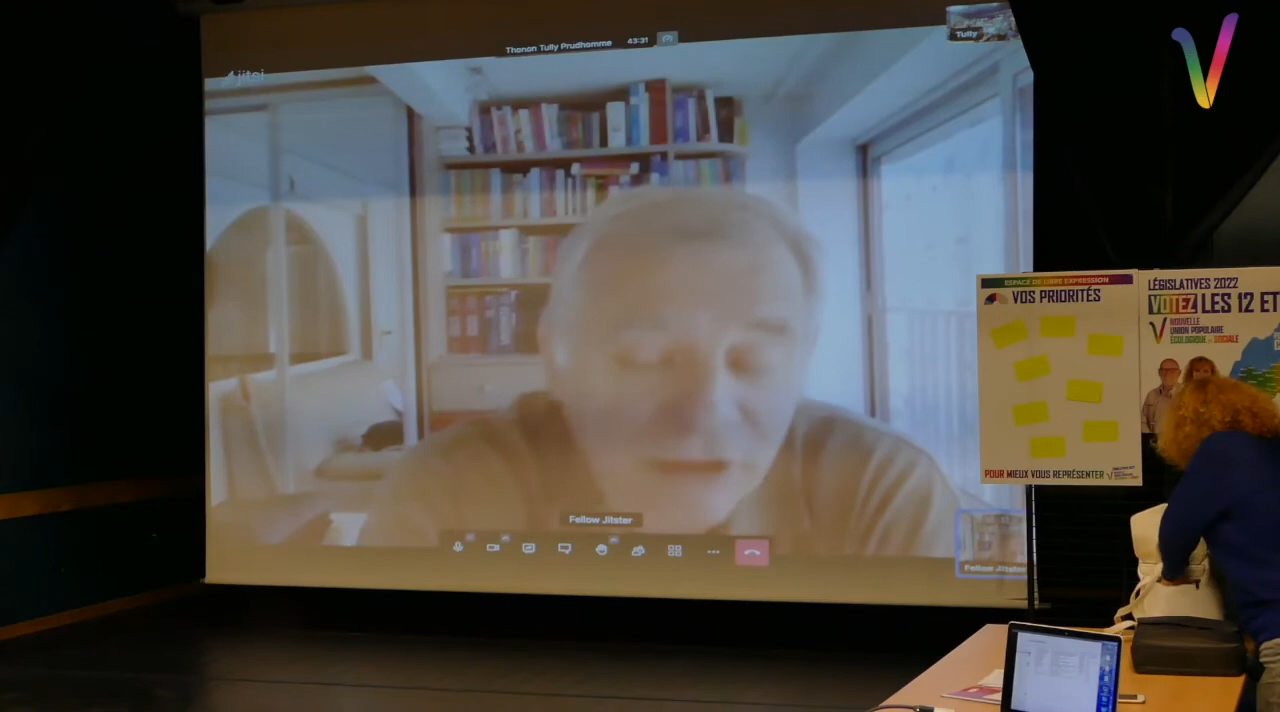 Thonon Tully Prudhomme 43:31
Tully
jitsi
Fellow Jitster
Fellow Jitster
ESPACE DE LIBRE EXPRESSION
VOS PRIORITÉS
POUR MIEUX VOUS REPRÉSENTER
LÉGISLATIVES 2022
VOTEZ LES 12 ET
NOUVELLE
UNION POPULAIRE
ÉCOLOGIQUE ET SOCIALE